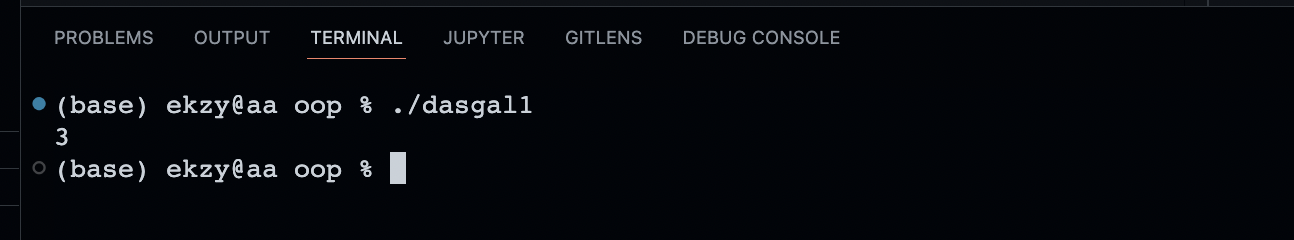 PROBLEMS OUTPUT TERMINAL JUPYTER GITLENS DEBUG CONSOLE
(base) ekzy@aa oop % ./dasgal1
3
(base) ekzy@aa oop %